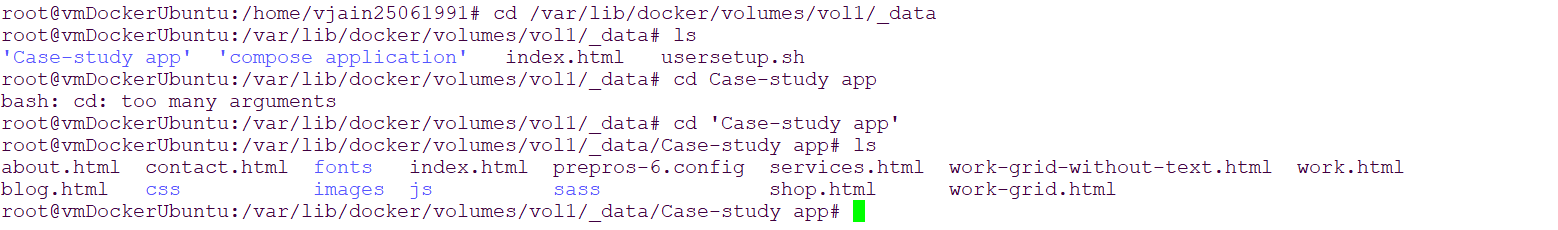 root@vmDockerUbuntu:/home/vjain25061991# cd /var/lib/docker/volumes/vol1/_data
root@vmDockerUbuntu:/var/lib/docker/volumes/vol1/_data# ls
'Case-study app'  'compose application'   index.html   usersetup.sh
root@vmDockerUbuntu:/var/lib/docker/volumes/vol1/_data# cd Case-study app
bash: cd: too many arguments
root@vmDockerUbuntu:/var/lib/docker/volumes/vol1/_data# cd 'Case-study app'
root@vmDockerUbuntu:/var/lib/docker/volumes/vol1/_data/Case-study app# ls
about.html  contact.html  fonts   index.html  prepros-6.config  services.html  work-grid-without-text.html  work.html
blog.html   css           images  js          sass              shop.html      work-grid.html
root@vmDockerUbuntu:/var/lib/docker/volumes/vol1/_data/Case-study app#